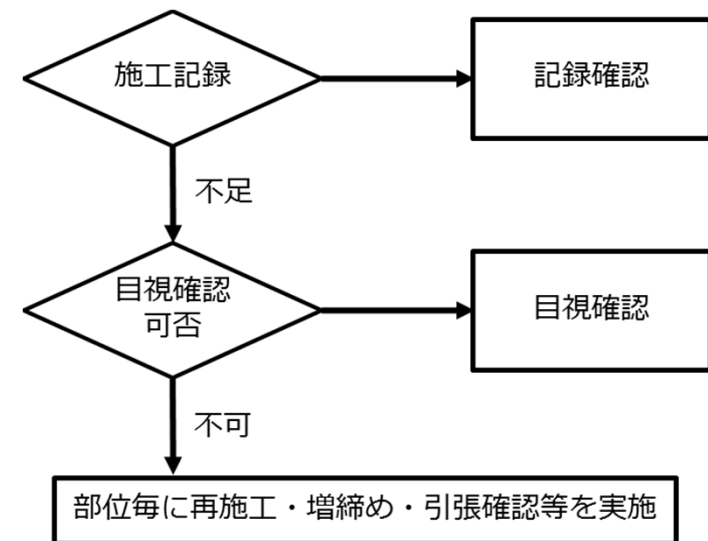 施工記録
記録確認
不足
目視確認
可否
目視確認
不可
部位毎に再施工・増締め・引張確認等を実施